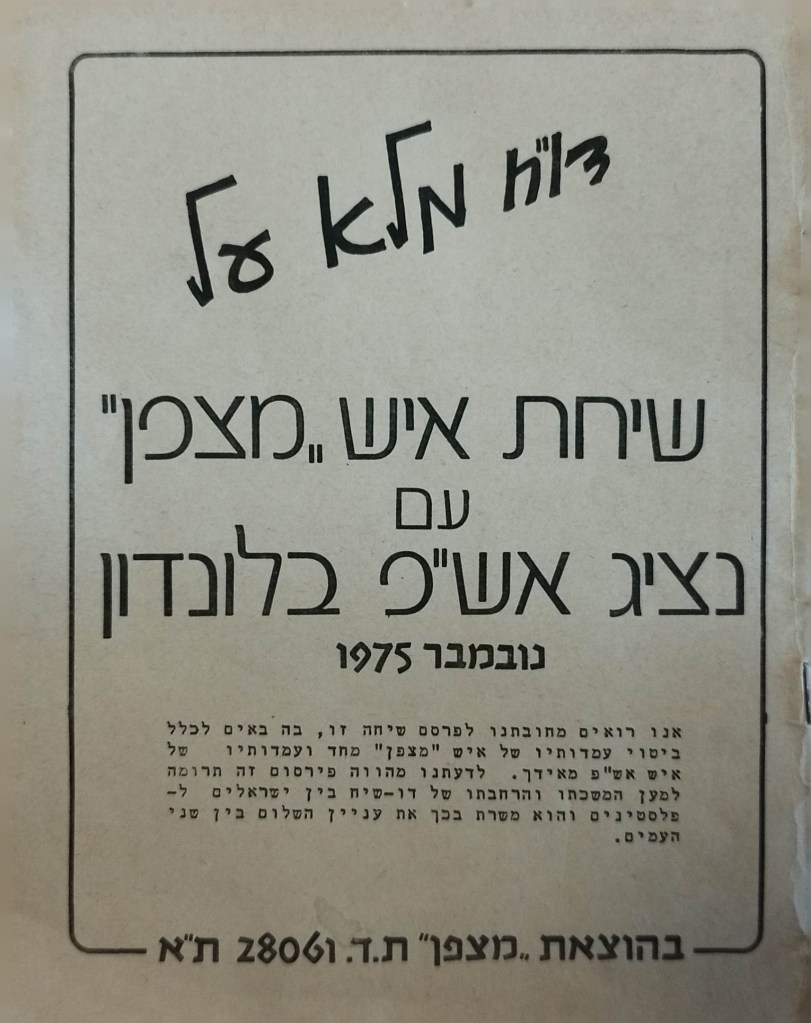 דו"ח מלא על
שיחת איש „מצפן"
עם
נציג אש"פ בלונדון
נובמבר 1975
אנו רואים מחובתנו לפרסם שיחה זו, בה באים לכלל
ביטוי עמדותיו של איש "מצפן" מחד ועמדותיו של
איש אש"פ מאידך. לדעתנו מהווה פירסום זה תרומה
למען המשכתו והרחבתו של דו-שיח בין ישראלים ל-
פלסטינים והוא משרת בכך את עניין השלום בין שני
העמים.
בהוצאת „מצפן" ת.ד. 28061 ת"א